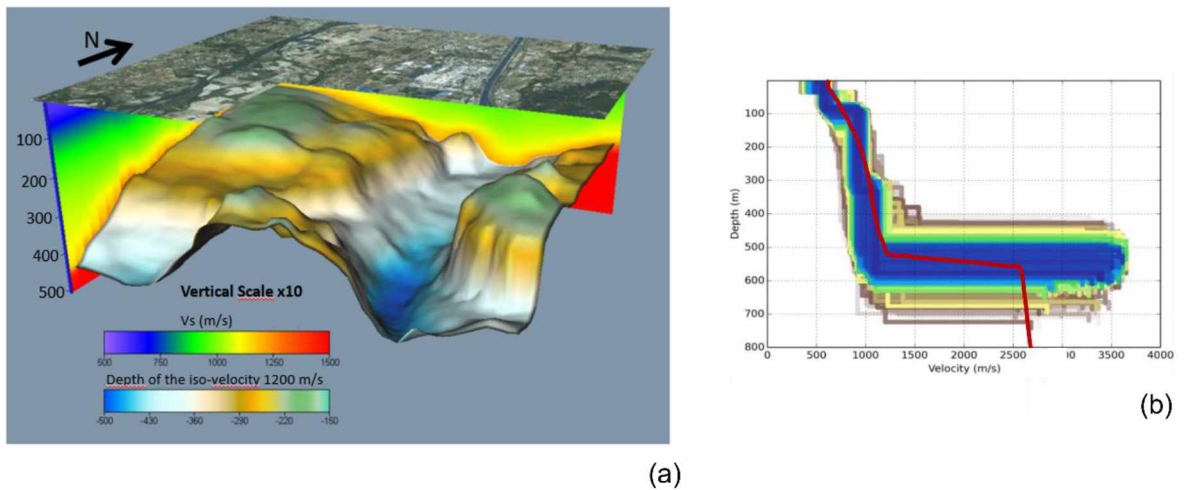 N
100
200
300
400
500
Vertical Scale x10
Vs (m/s)
500 750 1000 1250 1500
Depth of the iso-velocity 1200 m/s
-500 -430 -360 -290 -220 -150
(a)
100
200
300
400
500
600
700
800
Depth (m)
0 500 1000 1500 2000 2500 3000 3500 4000
Velocity (m/s)
(b)